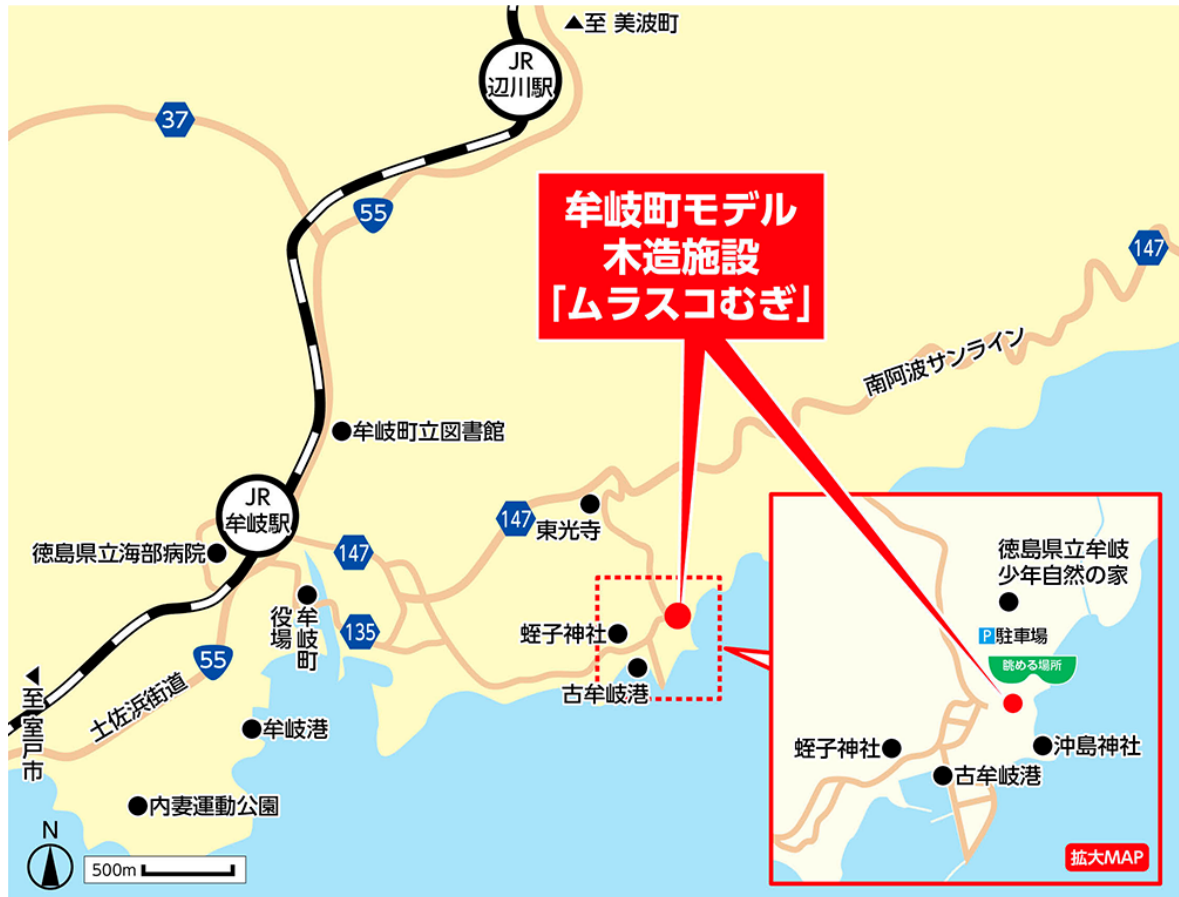 ▲至 美波町
JR
辺川駅
37
55
牟岐町モデル
木造施設
「ムラスコむぎ」
147
南阿波サンライン
牟岐町立図書館
JR
牟岐駅
147
東光寺
徳島県立海部病院
147
牟岐町
役場
135
蛭子神社
古牟岐港
55
土佐浜街道
▲至室戸市
牟岐港
内妻運動公園
N
500m
徳島県立牟岐
少年自然の家
P駐車場
眺める場所
蛭子神社
沖島神社
古牟岐港
拡大MAP